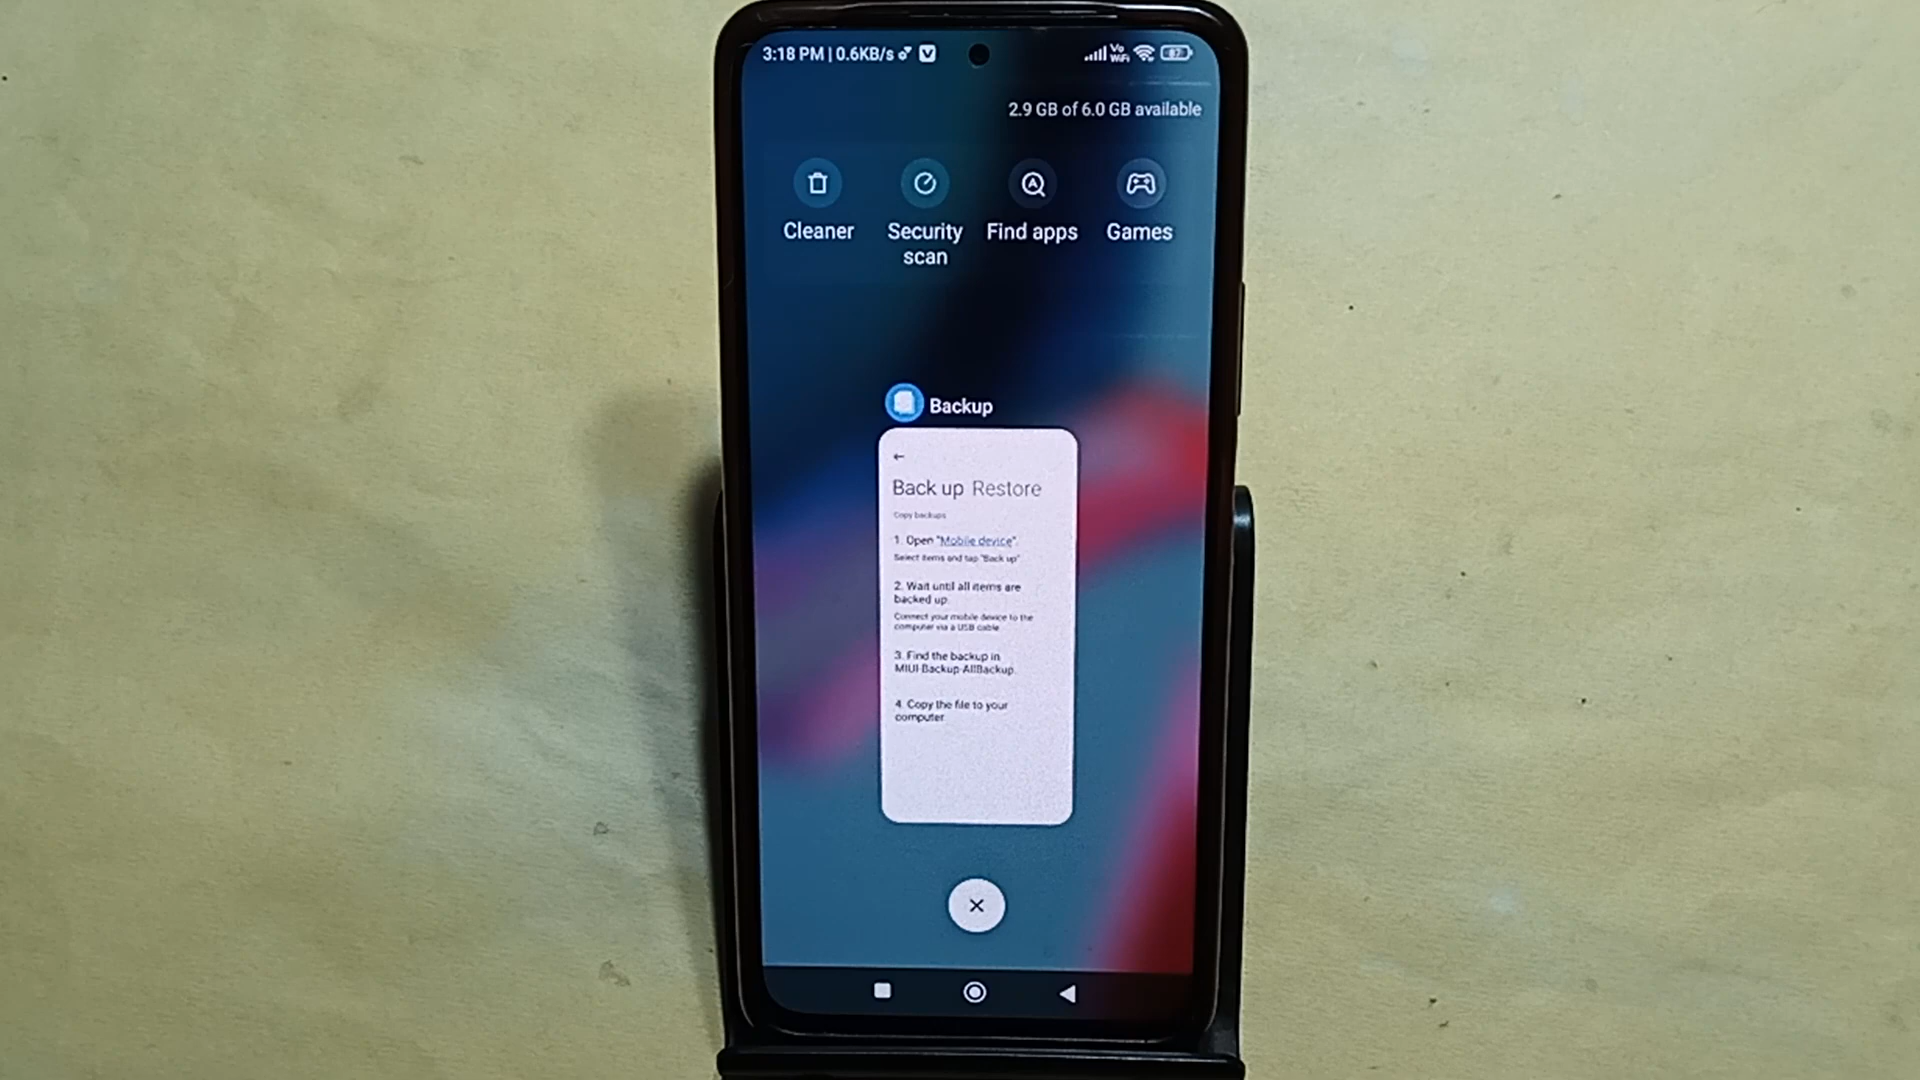 3:18 PM | 0.6KB/s
Vo
WiFi
87
2.9 GB of 6.0 GB available
Cleaner
Security
scan
Find apps
Games
Backup
Back up Restore
Copy backups
1. Open "Mobile device".
Select items and tap "Back up"
2. Wait until all items are
backed up.
Connect your mobile device to the
computer via a USB cable
3. Find the backup in
MIUI-Backup-AllBackup.
4. Copy the file to your
computer